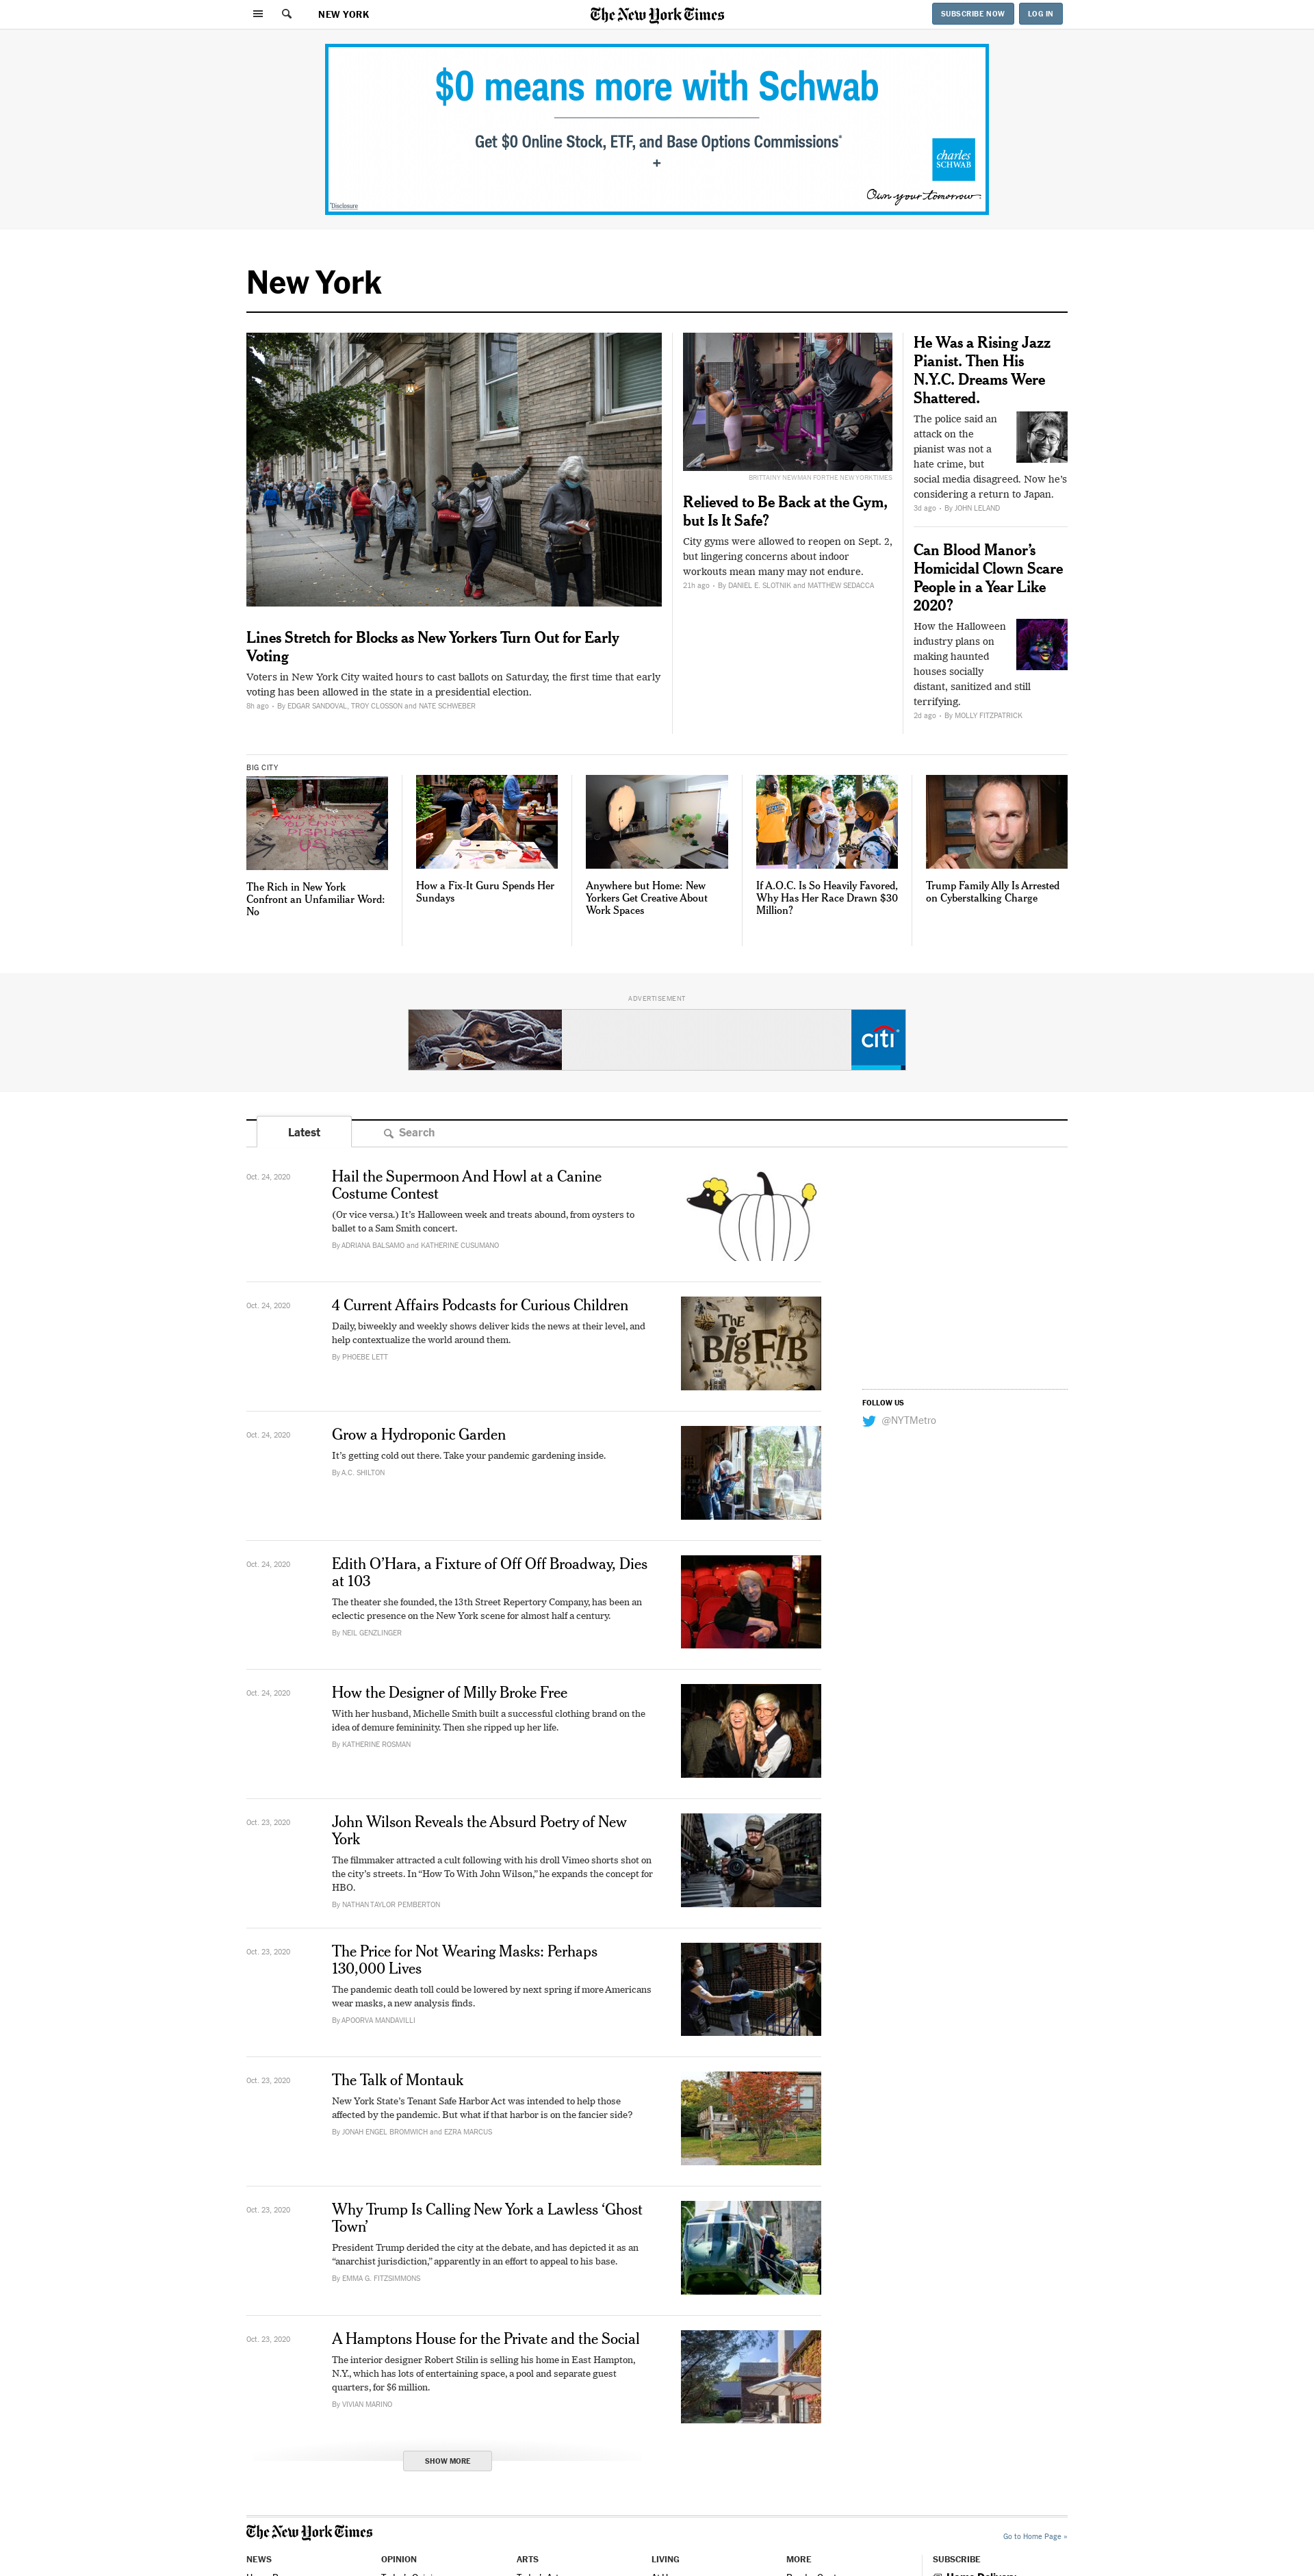 NEW YORK
The New York Times
SUBSCRIBE NOW
LOG IN
$0 means more with Schwab
Get $0 Online Stock, ETF, and Base Options Commissions*
+
charles
SCHWAB
Own your tomorrow
Disclosure
New York
Lines Stretch for Blocks as New Yorkers Turn Out for Early
Voting
Voters in New York City waited hours to cast ballots on Saturday, the first time that early
voting has been allowed in the state in a presidential election.
8h ago • By EDGAR SANDOVAL, TROY CLOSSON and NATE SCHWEBER
BRITTAINY NEWMAN FOR THE NEW YORK TIMES
Relieved to Be Back at the Gym,
but Is It Safe?
City gyms were allowed to reopen on Sept. 2,
but lingering concerns about indoor
workouts mean many may not endure.
21h ago • By DANIEL E. SLOTNIK and MATTHEW SEDACCA
He Was a Rising Jazz
Pianist. Then His
N.Y.C. Dreams Were
Shattered.
The police said an
attack on the
pianist was not a
hate crime, but
social media disagreed. Now he’s
considering a return to Japan.
3d ago • By JOHN LELAND
Can Blood Manor’s
Homicidal Clown Scare
People in a Year Like
2020?
How the Halloween
industry plans on
making haunted
houses socially
distant, sanitized and still
terrifying.
2d ago • By MOLLY FITZPATRICK
BIG CITY
The Rich in New York
Confront an Unfamiliar Word:
No
How a Fix-It Guru Spends Her
Sundays
Anywhere but Home: New
Yorkers Get Creative About
Work Spaces
If A.O.C. Is So Heavily Favored,
Why Has Her Race Drawn $30
Million?
Trump Family Ally Is Arrested
on Cyberstalking Charge
ADVERTISEMENT
citi
Latest
Search
Oct. 24, 2020
Hail the Supermoon And Howl at a Canine
Costume Contest
(Or vice versa.) It’s Halloween week and treats abound, from oysters to
ballet to a Sam Smith concert.
By ADRIANA BALSAMO and KATHERINE CUSUMANO
Oct. 24, 2020
4 Current Affairs Podcasts for Curious Children
Daily, biweekly and weekly shows deliver kids the news at their level, and
help contextualize the world around them.
By PHOEBE LETT
The
Big FIB
FOLLOW US
@NYTMetro
Oct. 24, 2020
Grow a Hydroponic Garden
It’s getting cold out there. Take your pandemic gardening inside.
By A.C. SHILTON
Oct. 24, 2020
Edith O’Hara, a Fixture of Off Off Broadway, Dies
at 103
The theater she founded, the 13th Street Repertory Company, has been an
eclectic presence on the New York scene for almost half a century.
By NEIL GENZLINGER
Oct. 24, 2020
How the Designer of Milly Broke Free
With her husband, Michelle Smith built a successful clothing brand on the
idea of demure femininity. Then she ripped up her life.
By KATHERINE ROSMAN
Oct. 23, 2020
John Wilson Reveals the Absurd Poetry of New
York
The filmmaker attracted a cult following with his droll Vimeo shorts shot on
the city’s streets. In “How To With John Wilson,” he expands the concept for
HBO.
By NATHAN TAYLOR PEMBERTON
Oct. 23, 2020
The Price for Not Wearing Masks: Perhaps
130,000 Lives
The pandemic death toll could be lowered by next spring if more Americans
wear masks, a new analysis finds.
By APOORVA MANDAVILLI
Oct. 23, 2020
The Talk of Montauk
New York State’s Tenant Safe Harbor Act was intended to help those
affected by the pandemic. But what if that harbor is on the fancier side?
By JONAH ENGEL BROMWICH and EZRA MARCUS
Oct. 23, 2020
Why Trump Is Calling New York a Lawless ‘Ghost
Town’
President Trump derided the city at the debate, and has depicted it as an
“anarchist jurisdiction,” apparently in an effort to appeal to his base.
By EMMA G. FITZSIMMONS
Oct. 23, 2020
A Hamptons House for the Private and the Social
The interior designer Robert Stilin is selling his home in East Hampton,
N.Y., which has lots of entertaining space, a pool and separate guest
quarters, for $6 million.
By VIVIAN MARINO
SHOW MORE
The New York Times
Go to Home Page »
NEWS
OPINION
ARTS
LIVING
MORE
SUBSCRIBE